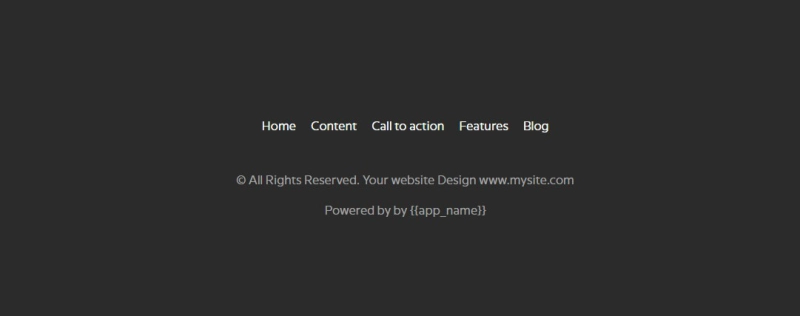 Home Content Call to action Features Blog
© All Rights Reserved. Your website Design www.mysite.com
Powered by by {{app_name}}